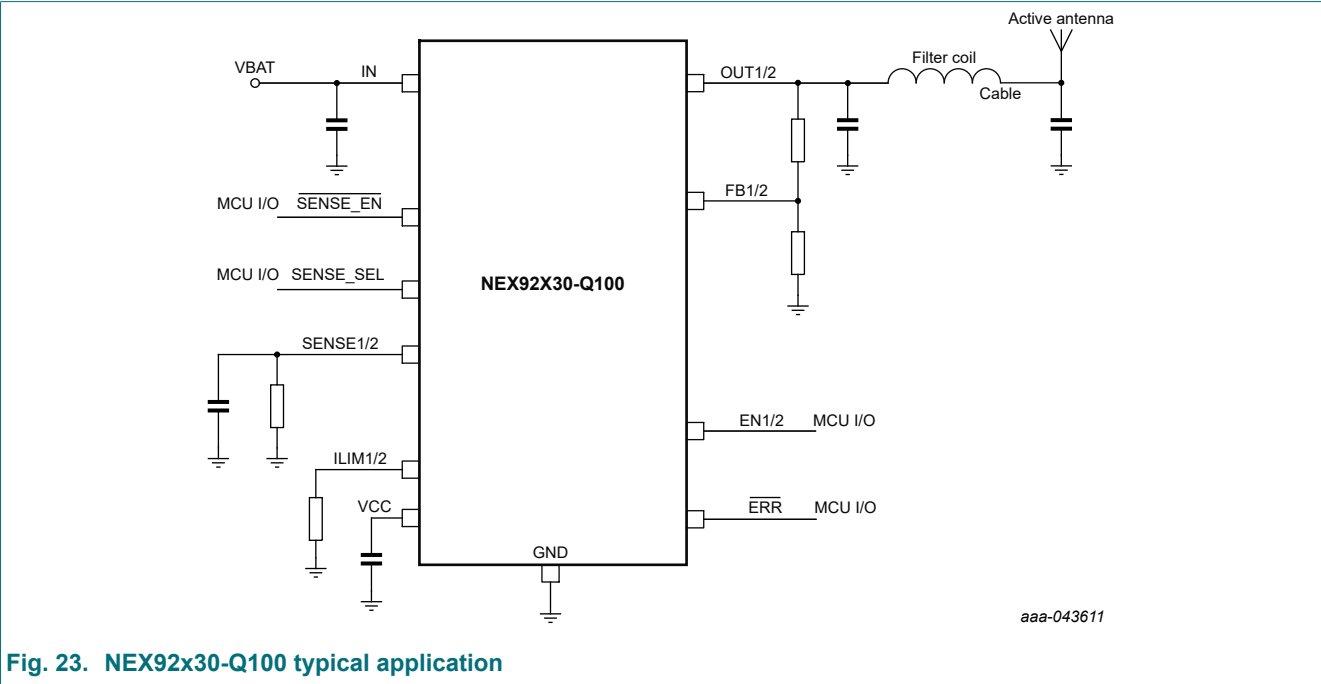 Active antenna
VBAT
IN
OUT1/2
Filter coil
Cable
MCU I/O
SENSE_EN
FB1/2
MCU I/O
SENSE_SEL
NEX92X30-Q100
SENSE1/2
EN1/2
MCU I/O
ILIM1/2
VCC
ERR
MCU I/O
GND
aaa-043611
Fig. 23. NEX92x30-Q100 typical application